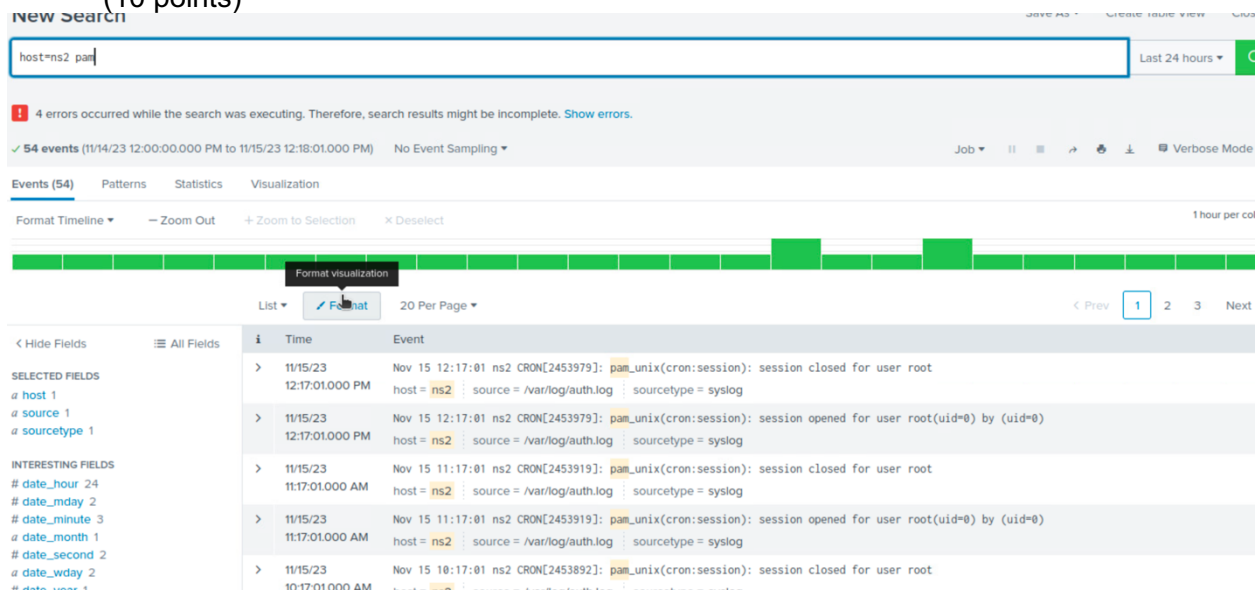 (10 points)
New Search
Save As Create Table View Clos
host=ns2 pam
Last 24 hours
4 errors occurred while the search was executing. Therefore, search results might be incomplete. Show errors.
✓ 54 events (11/14/23 12:00:00.000 PM to 11/15/23 12:18:01.000 PM) No Event Sampling Job Verbose Mode
Events (54) Patterns Statistics Visualization
Format Timeline — Zoom Out + Zoom to Selection × Deselect
1 hour per col
Format visualization
List Format 20 Per Page < Prev 1 2 3 Next
< Hide Fields All Fields
i Time Event
SELECTED FIELDS
a host 1
a source 1
a sourcetype 1
INTERESTING FIELDS
# date_hour 24
# date_mday 2
# date_minute 3
a date_month 1
# date_second 2
a date_wday 2
# date_year 1
> 11/15/23
12:17:01.000 PM
Nov 15 12:17:01 ns2 CRON[2453979]: pam_unix(cron:session): session closed for user root
host = ns2 source = /var/log/auth.log sourcetype = syslog
> 11/15/23
12:17:01.000 PM
Nov 15 12:17:01 ns2 CRON[2453979]: pam_unix(cron:session): session opened for user root(uid=0) by (uid=0)
host = ns2 source = /var/log/auth.log sourcetype = syslog
> 11/15/23
11:17:01.000 AM
Nov 15 11:17:01 ns2 CRON[2453919]: pam_unix(cron:session): session closed for user root
host = ns2 source = /var/log/auth.log sourcetype = syslog
> 11/15/23
11:17:01.000 AM
Nov 15 11:17:01 ns2 CRON[2453919]: pam_unix(cron:session): session opened for user root(uid=0) by (uid=0)
host = ns2 source = /var/log/auth.log sourcetype = syslog
> 11/15/23
10:17:01.000 AM
Nov 15 10:17:01 ns2 CRON[2453892]: pam_unix(cron:session): session closed for user root